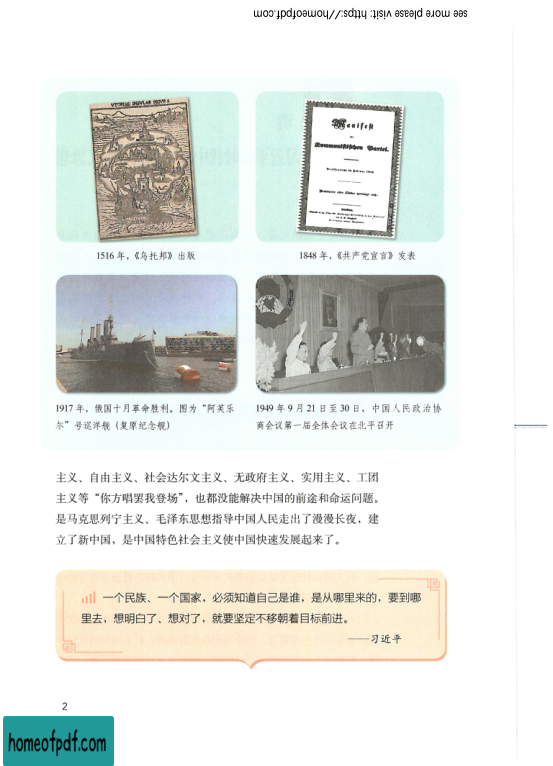 see more please visit: https://homeofpdf.com
VTOPIAE INSVLAE FIGVRA
Manifest
der
Kommunistischen Partei.
1516 年，《乌托邦》出版
1848 年，《共产党宣言》发表
1917 年，俄国十月革命胜利。图为“阿芙乐
尔”号巡洋舰（复原纪念舰）
1949 年 9 月 21 日至 30 日，中国人民政治协
商会议第一届全体会议在北平召开
主义、自由主义、社会达尔文主义、无政府主义、实用主义、工团
主义等“你方唱罢我登场”，也都没能解决中国的前途和命运问题。
是马克思列宁主义、毛泽东思想指导中国人民走出了漫漫长夜，建
立了新中国，是中国特色社会主义使中国快速发展起来了。
一个民族、一个国家，必须知道自己是谁，是从哪里来的，要到哪
里去，想明白了、想对了，就要坚定不移朝着目标前进。
——习近平
2
homeofpdf.com